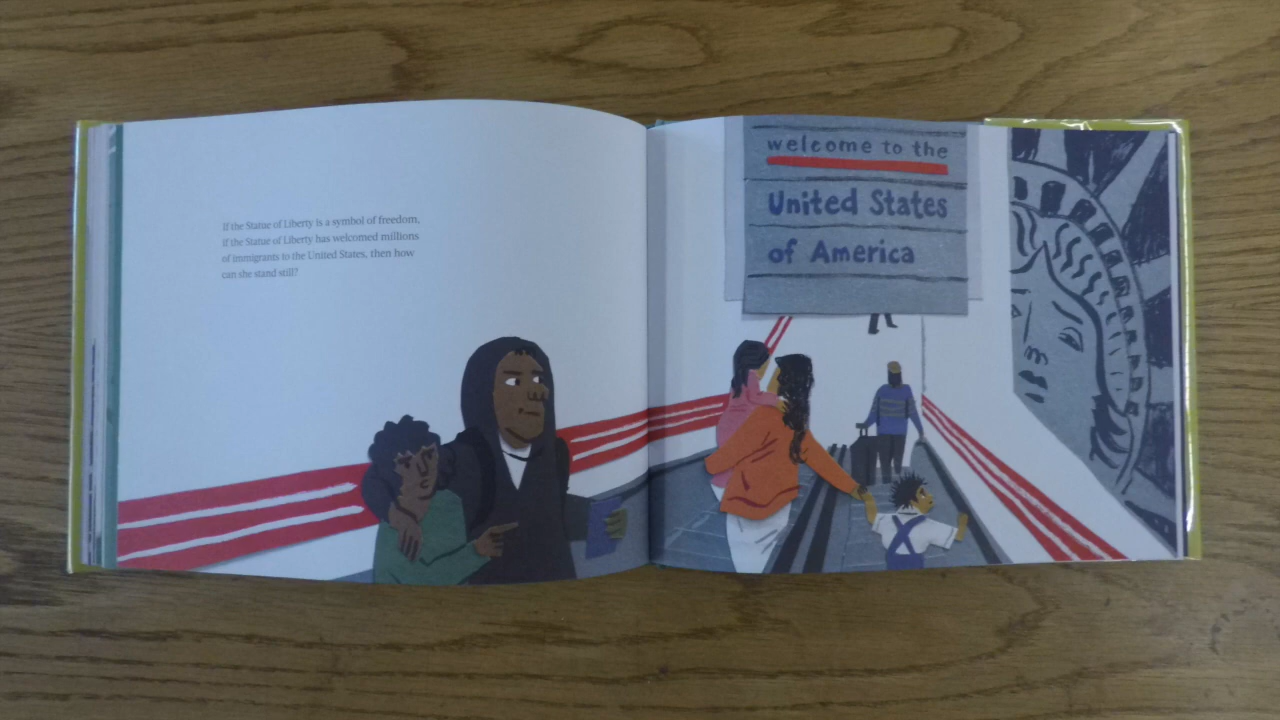 If the Statue of Liberty is a symbol of freedom,
if the Statue of Liberty has welcomed millions
of immigrants to the United States, then how
can she stand still?
welcome to the
United States
of America